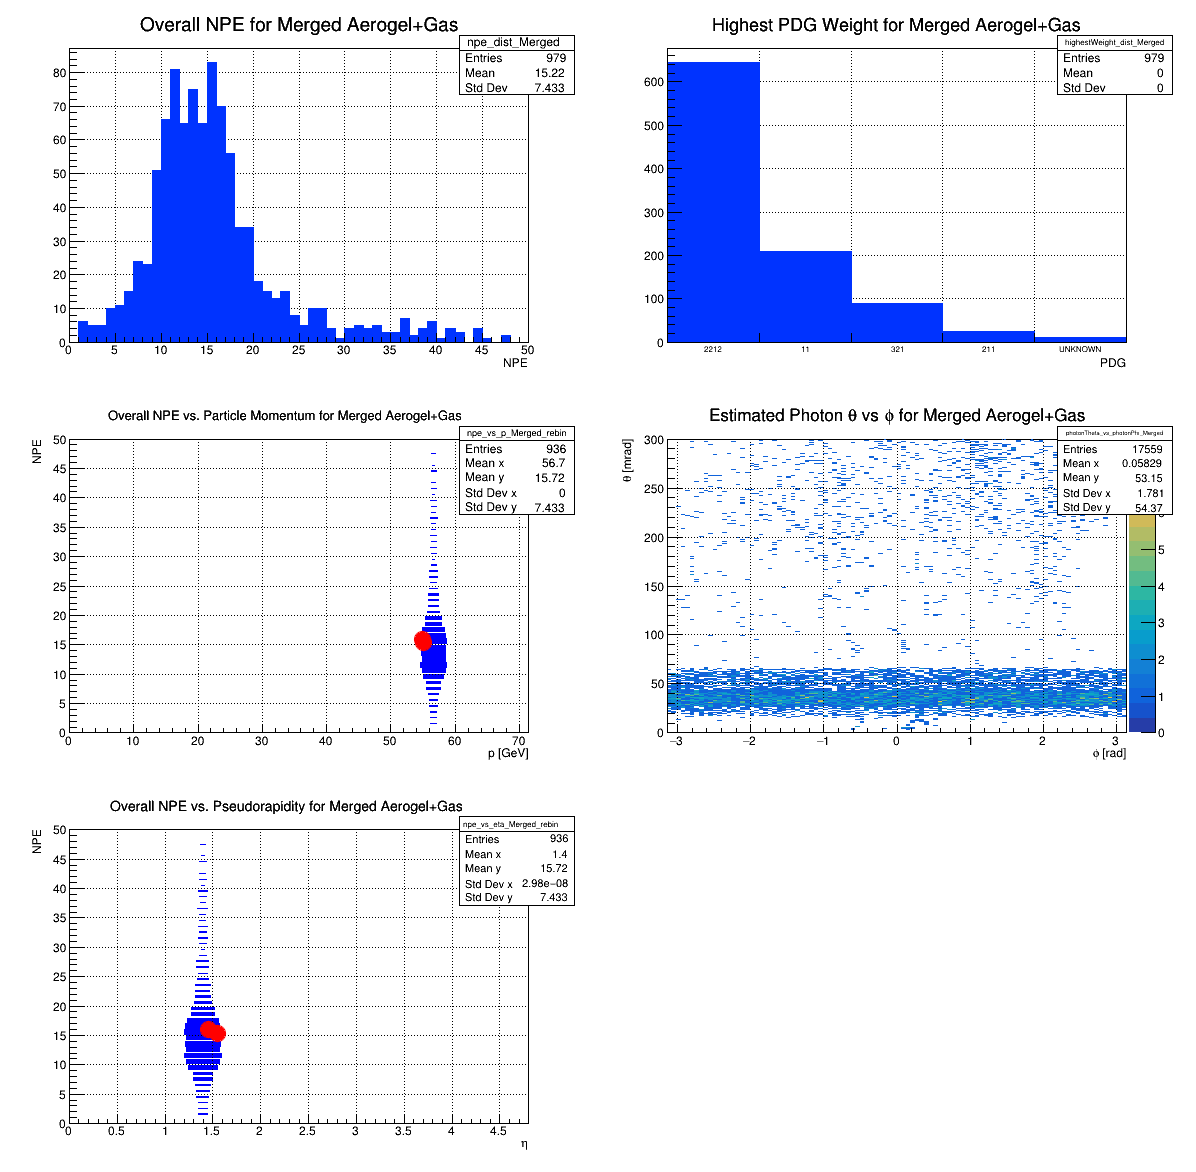 Overall NPE for Merged Aerogel+Gas
npe_dist_Merged
Entries 979
Mean 15.22
Std Dev 7.433
80
70
60
50
40
30
20
10
0
0 5 10 15 20 25 30 35 40 45 50
NPE
Highest PDG Weight for Merged Aerogel+Gas
highestWeight_dist_Merged
Entries 979
Mean 0
Std Dev 0
600
500
400
300
200
100
0
2212 11 321 211 UNKNOWN
PDG
Overall NPE vs. Particle Momentum for Merged Aerogel+Gas
npe_vs_p_Merged_rebin
Entries 936
Mean x 56.7
Mean y 15.72
Std Dev x 0
Std Dev y 7.433
NPE
50
45
40
35
30
25
20
15
10
5
0
0 10 20 30 40 50 60 70
p [GeV]
Estimated Photon θ vs ϕ for Merged Aerogel+Gas
photonTheta_vs_photonPhi_Merged
Entries 17559
Mean x 0.05829
Mean y 53.15
Std Dev x 1.781
Std Dev y 54.37
θ [mrad]
300
250
200
150
100
50
0
−3 −2 −1 0 1 2 3
ϕ [rad]
5
4
3
2
1
0
Overall NPE vs. Pseudorapidity for Merged Aerogel+Gas
npe_vs_eta_Merged_rebin
Entries 936
Mean x 1.4
Mean y 15.72
Std Dev x 2.98e−08
Std Dev y 7.433
NPE
50
45
40
35
30
25
20
15
10
5
0
0 0.5 1 1.5 2 2.5 3 3.5 4 4.5
η